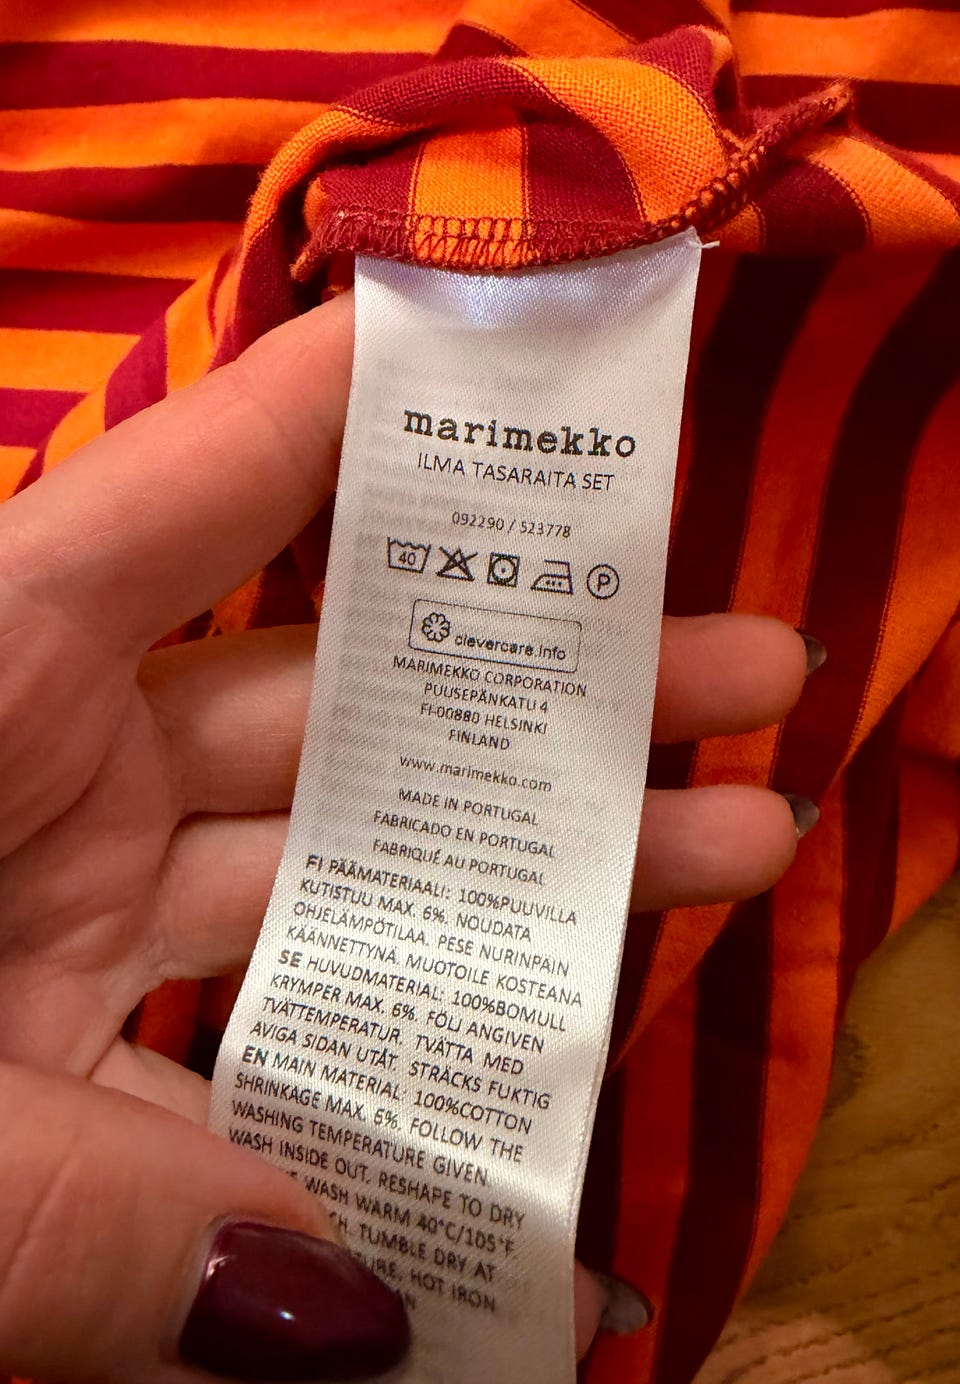 marimekko
ILMA TASARAITA SET
092290 / 523778
40 P
clevercare.info
MARIMEKKO CORPORATION
PUUSEPÄNKATU 4
FI-00880 HELSINKI
FINLAND
www.marimekko.com
MADE IN PORTUGAL
FABRICADO EN PORTUGAL
FABRIQUÉ AU PORTUGAL
FI PÄÄMATERIAALI: 100%PUUVILLA
KUTISTUU MAX. 6%. NOUDATA
OHJELÄMPÖTILAA. PESE NURINPÄIN
KÄÄNNETTYNÄ. MUOTOILE KOSTEANA
SE HUVUDMATERIAL: 100%BOMULL
KRYMPER MAX. 6%. FÖLJ ANGIVEN
TVÄTTEMPERATUR. TVÄTTA MED
AVIGA SIDAN UTÅT. STRÄCKS FUKTIG
EN MAIN MATERIAL: 100%COTTON
SHRINKAGE MAX. 6%. FOLLOW THE
WASHING TEMPERATURE GIVEN.
WASH INSIDE OUT. RESHAPE TO DRY
WASH WARM 40°C/105°F.
TUMBLE DRY AT
HOT IRON